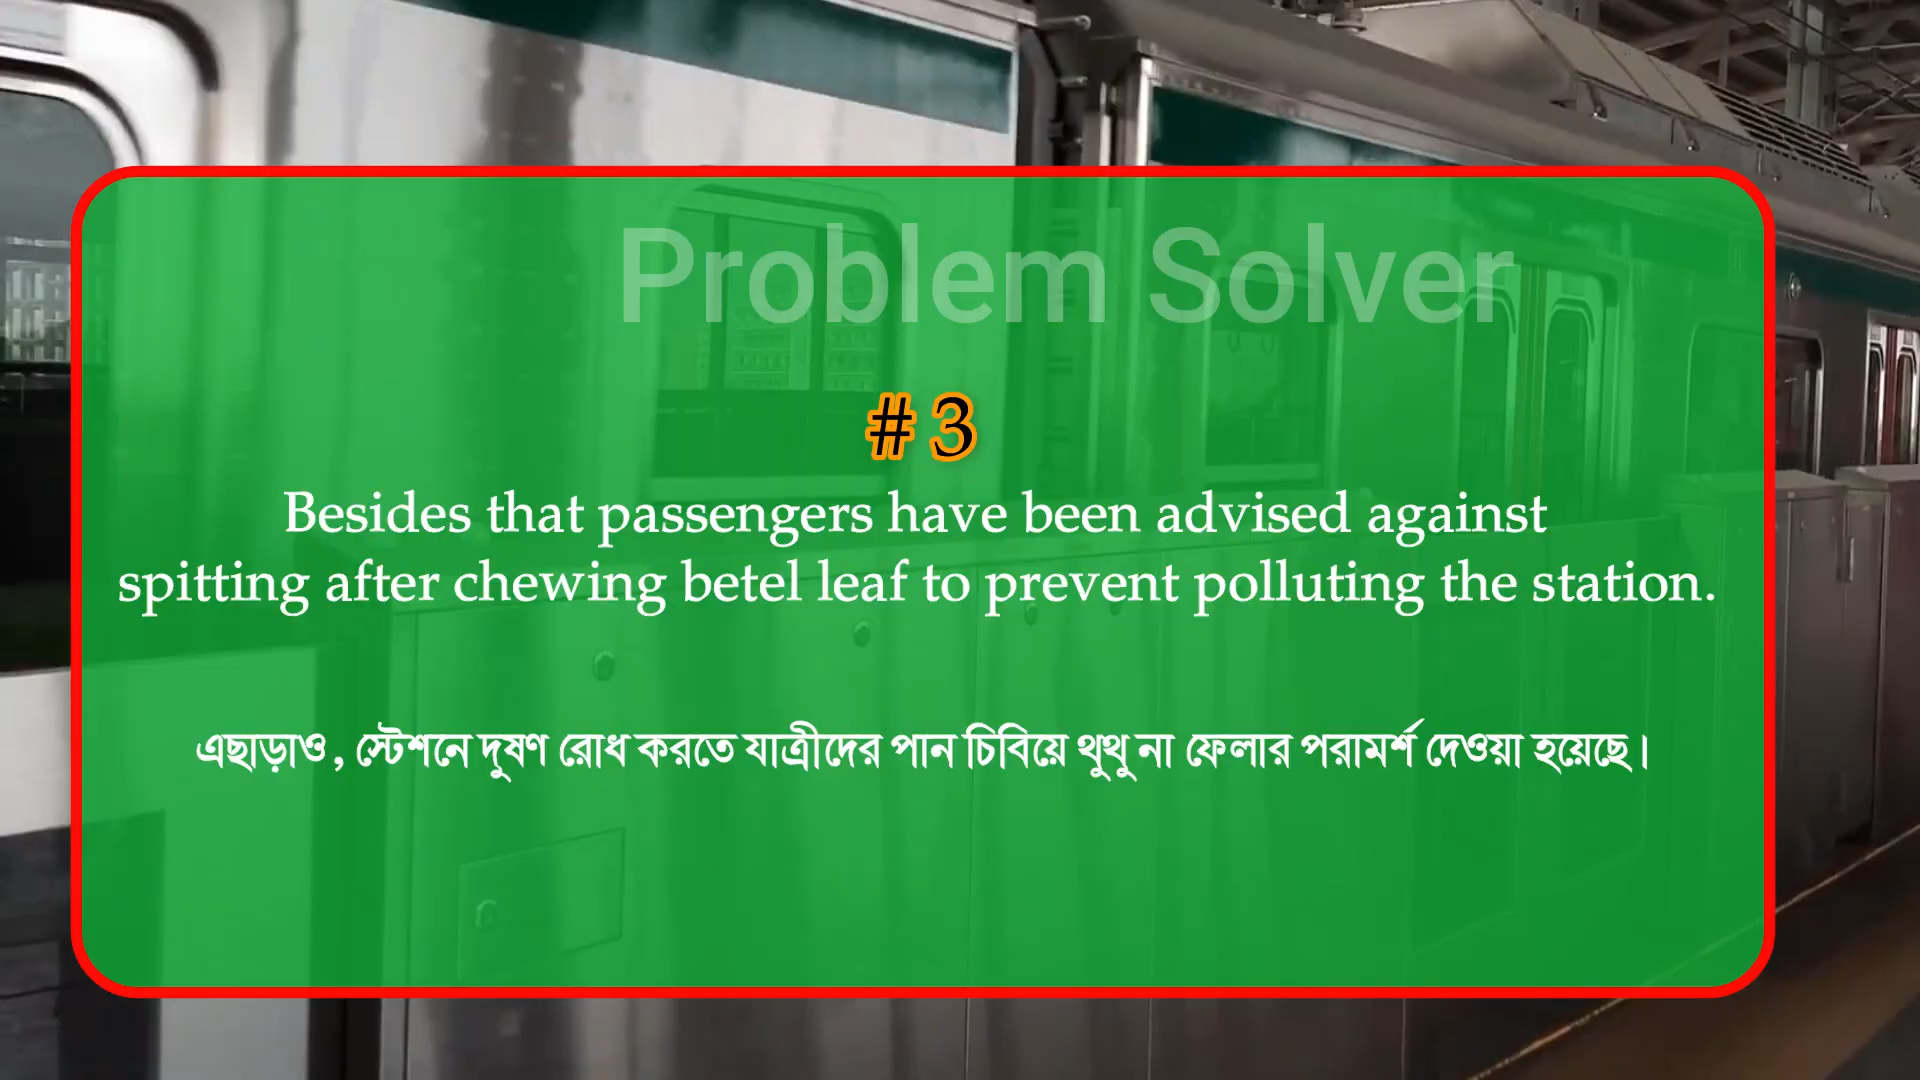 Problem Solver
# 3
Besides that passengers have been advised against
spitting after chewing betel leaf to prevent polluting the station.
এছাড়াও, স্টেশনে দুষণ রোধ করতে যাত্রীদের পান চিবিয়ে থুথু না ফেলার পরামর্শ দেওয়া হয়েছে।